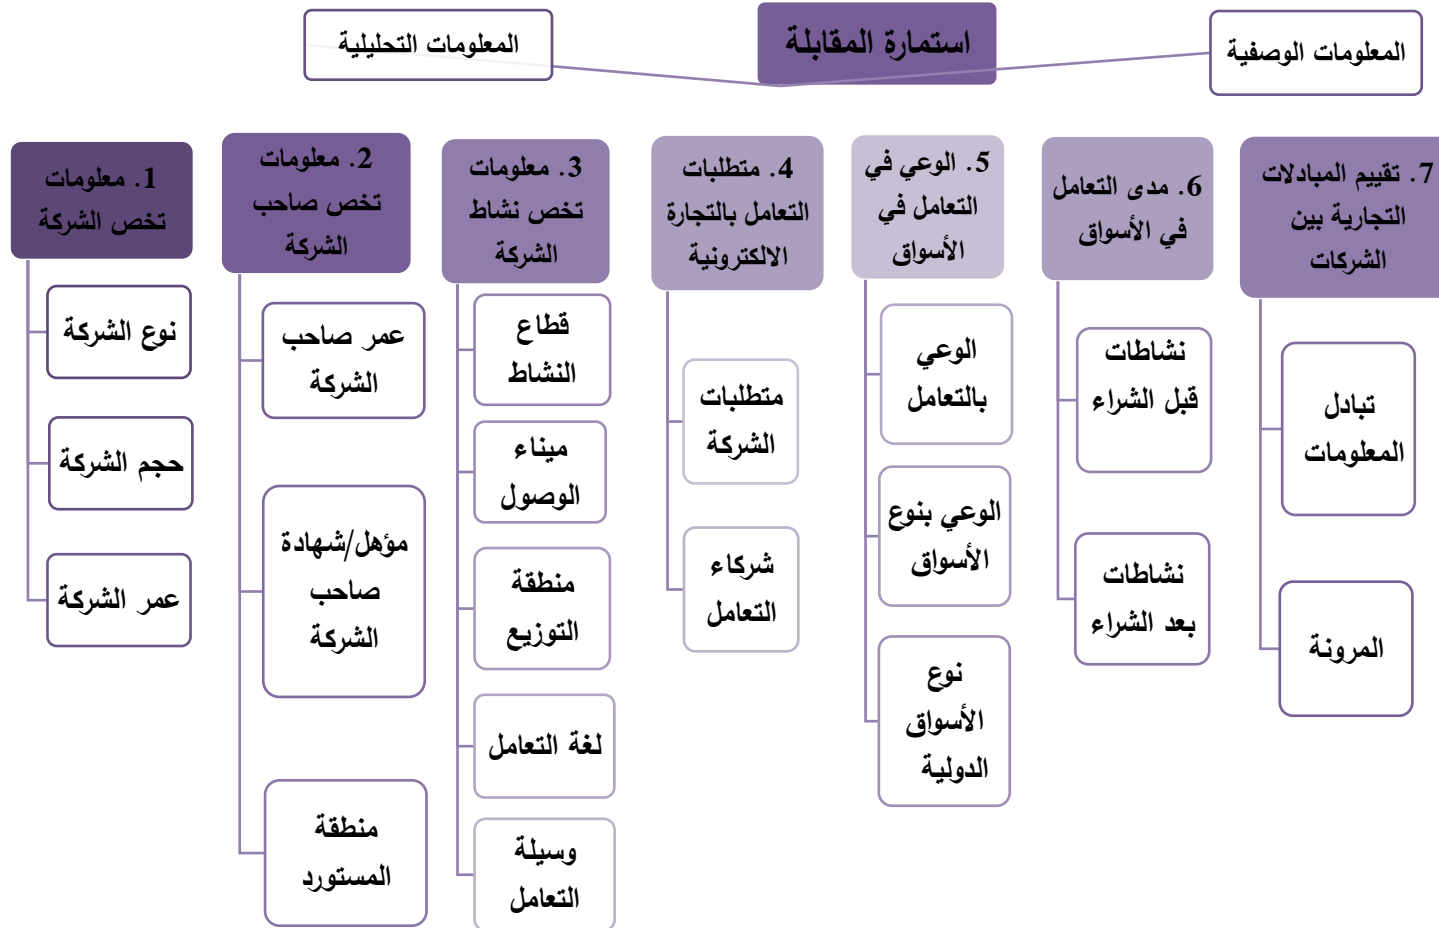 استمارة المقابلة
المعلومات الوصفية
المعلومات التحليلية
1. معلومات
تخص الشركة
نوع الشركة
حجم الشركة
عمر الشركة
2. معلومات
تخص صاحب
الشركة
عمر صاحب
الشركة
مؤهل/شهادة
صاحب
الشركة
منطقة
المستورد
3. معلومات
تخص نشاط
الشركة
قطاع
النشاط
ميناء
الوصول
منطقة
التوزيع
لغة التعامل
وسيلة
التعامل
4. متطلبات
التعامل بالتجارة
الالكترونية
متطلبات
الشركة
شركاء
التعامل
5. الوعي في
التعامل في
الأسواق
الوعي
بالتعامل
الوعي بنوع
الأسواق
نوع
الأسواق
الدولية
6. مدى التعامل
في الأسواق
نشاطات
قبل الشراء
نشاطات
بعد الشراء
7. تقييم المبادلات
التجارية بين
الشركات
تبادل
المعلومات
المرونة